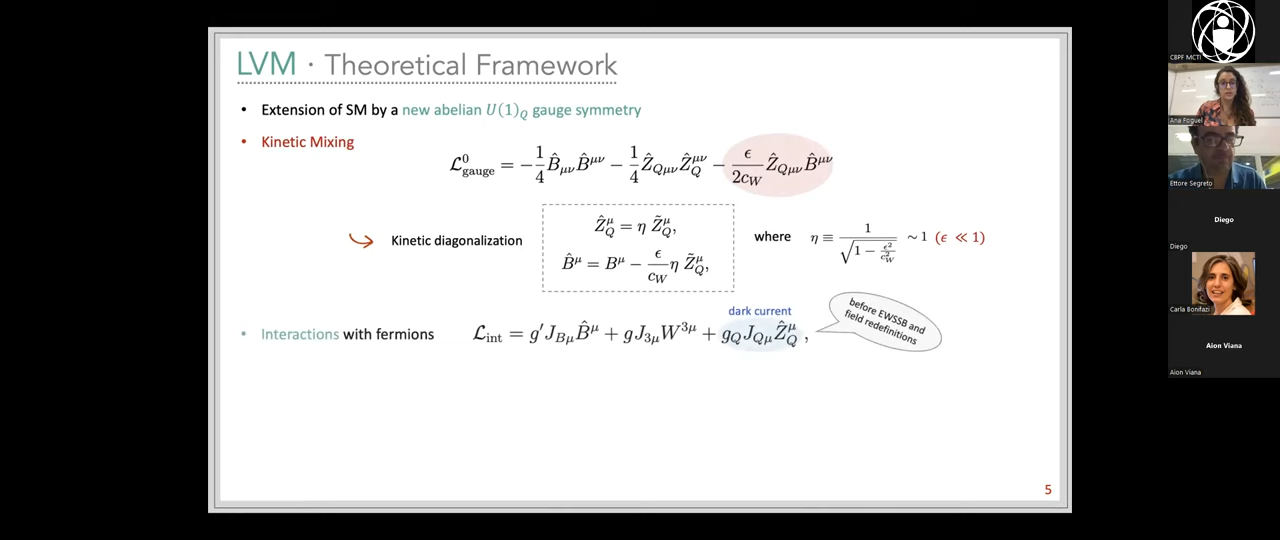 LVM · Theoretical Framework
• Extension of SM by a new abelian U(1)_Q gauge symmetry
• Kinetic Mixing
ℒ⁰_gauge = −1/4 B̂_μν B̂^μν − 1/4 Ẑ_Qμν Ẑ_Q^μν − ϵ/(2c_W) Ẑ_Qμν B̂^μν
Kinetic diagonalization
Ẑ_Q^μ = η Z̃_Q^μ,
B̂^μ = B^μ − ϵ/c_W η Z̃_Q^μ,
where η ≡ 1/√(1 − ϵ²/c_W²) ~ 1 (ϵ ≪ 1)
dark current
• Interactions with fermions
ℒ_int = g′J_Bμ B̂^μ + gJ_3μ W^3μ + g_Q J_Qμ Ẑ_Q^μ ,
before EWSSB and
field redefinitions
5
CBPF MCTI
Ana Foguel
Ettore Segreto
Diego
Diego
Carla Bonifazi
Aion Viana
Aion Viana